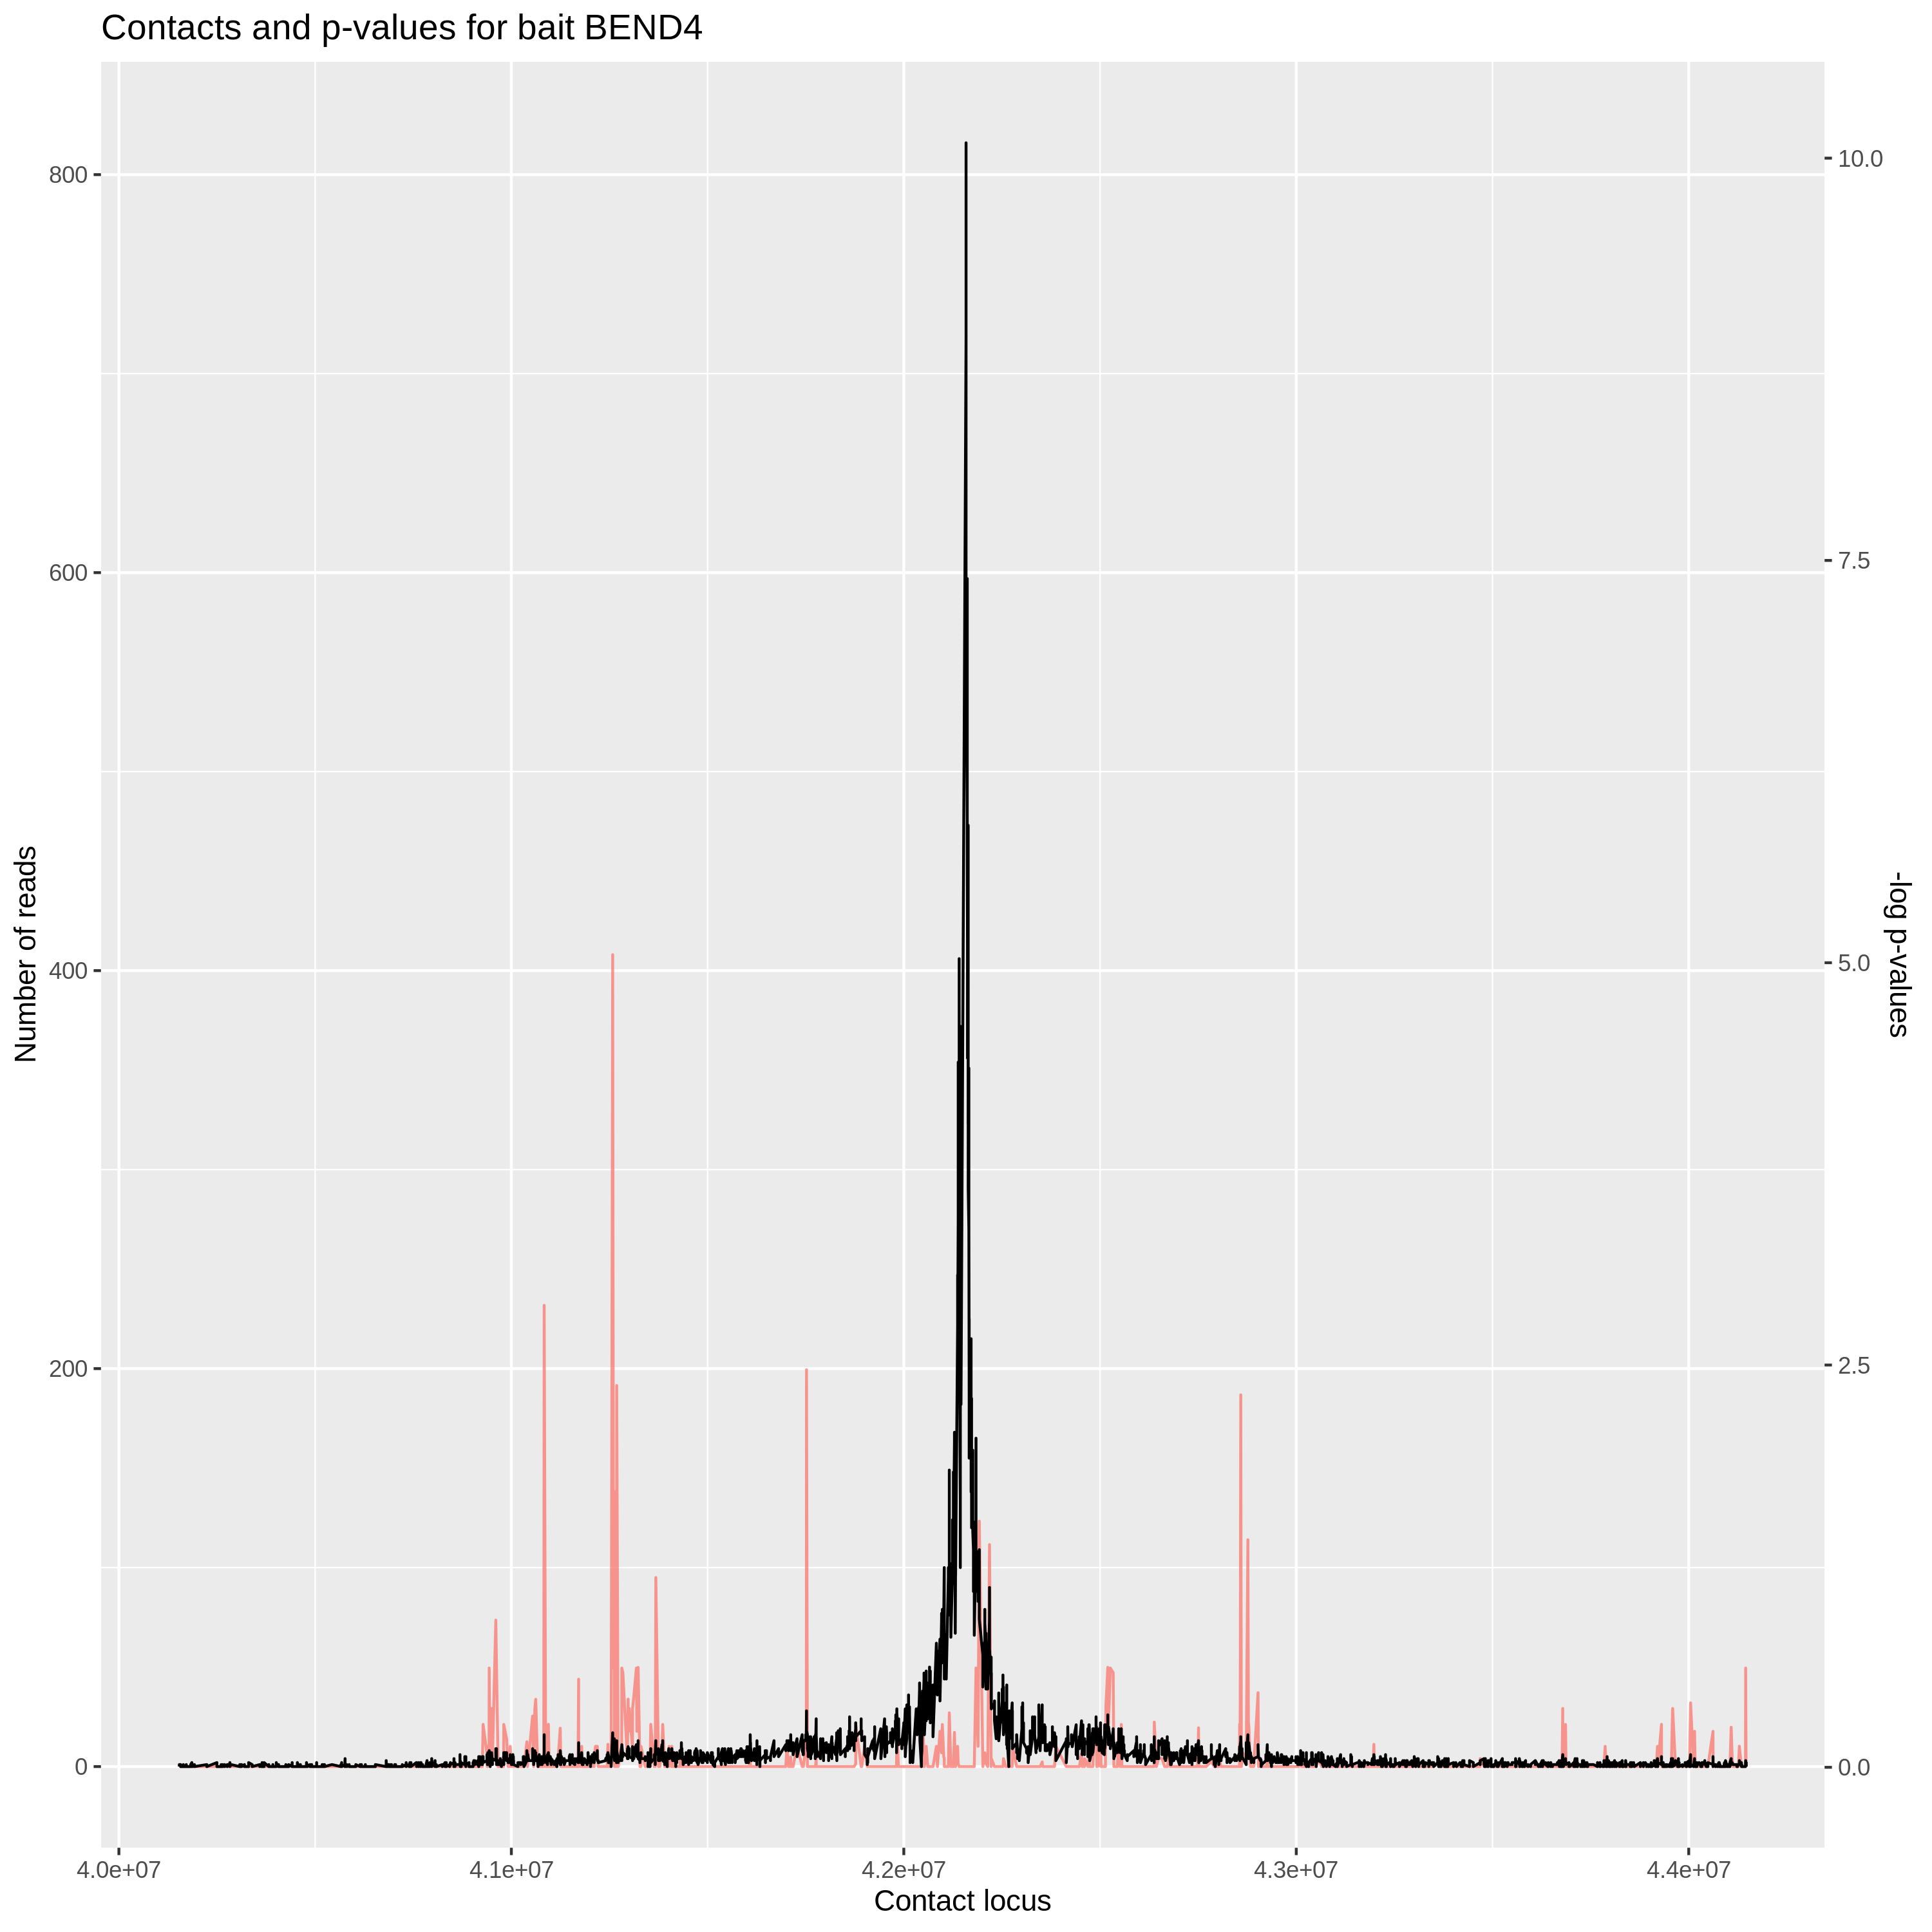 Contacts and p-values for bait BEND4
800
600
400
200
0
Number of reads
10.0
7.5
5.0
2.5
0.0
-log p-values
4.0e+07
4.1e+07
4.2e+07
4.3e+07
4.4e+07
Contact locus